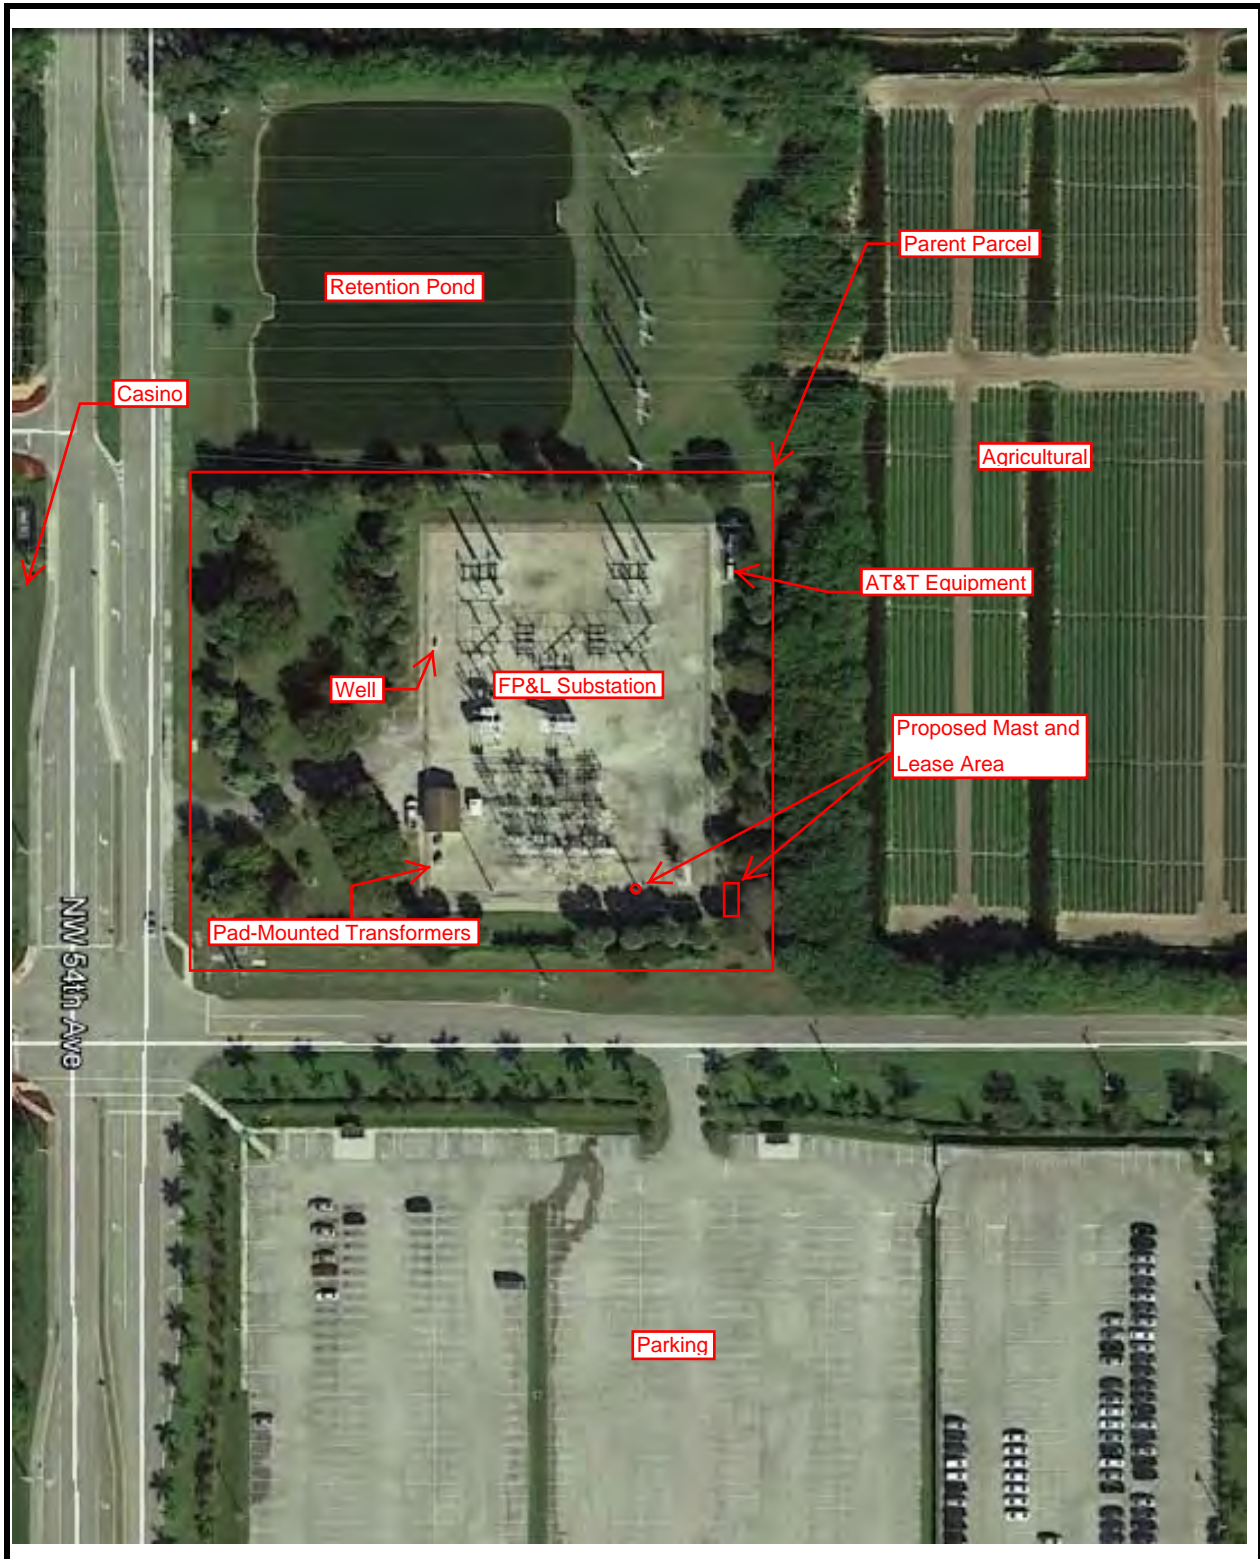 Parent Parcel
Retention Pond
Casino
Agricultural
AT&T Equipment
Well
FP&L Substation
Proposed Mast and
Lease Area
Pad-Mounted Transformers
NW 54th Ave
Parking